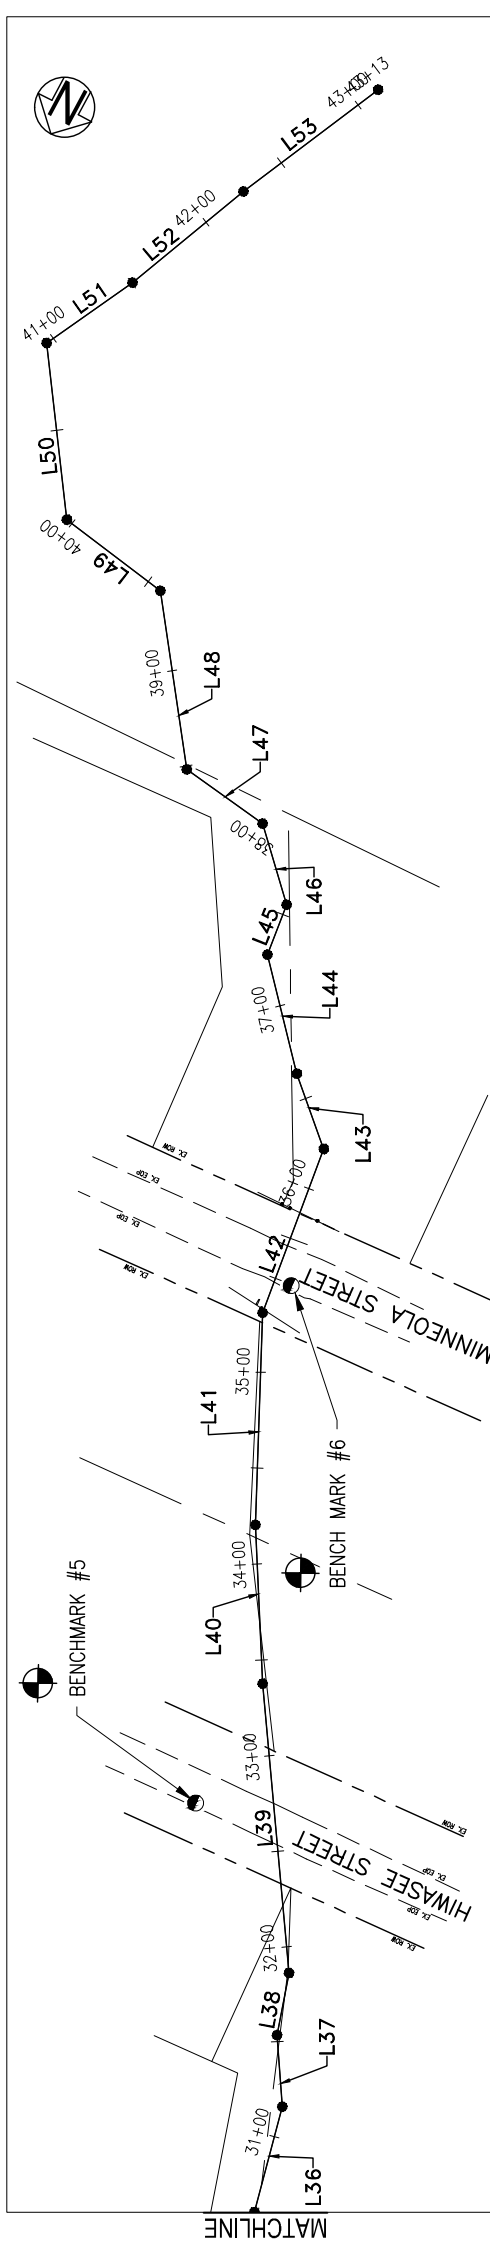 N
43+00
43+13
L53
42+00
L52
L51
41+00
L50
40+00
L49
39+00
L48
L47
38+00
L46
L45
37+00
L44
L43
EX. ROW
EX. EOP
EX. EOP
EX. ROW
36+00
L42
MINNEOLA STREET
35+00
L41
BENCH MARK #6
34+00
L40
BENCHMARK #5
33+00
L39
HIWASEE STREET
EX. ROW
EX. EOP
EX. EOP
EX. ROW
32+00
L38
L37
31+00
L36
MATCHLINE